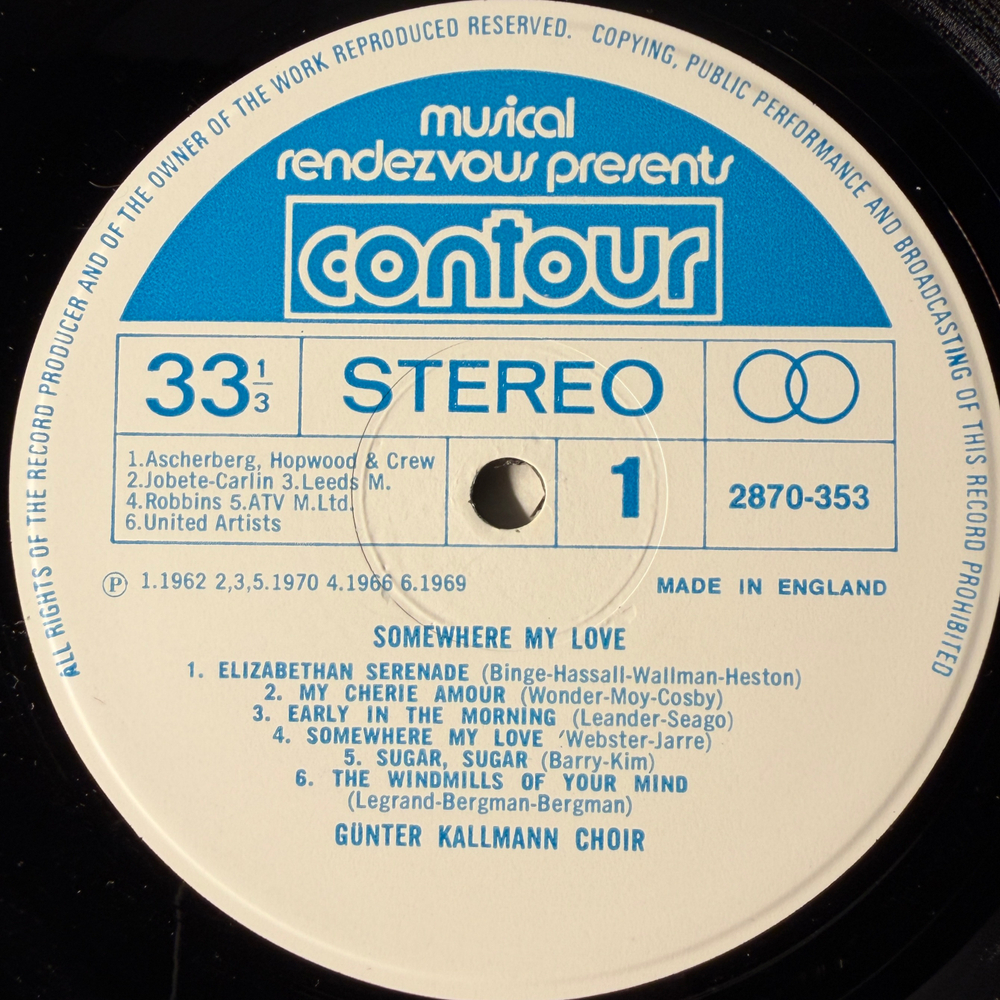 ALL RIGHTS OF THE RECORD PRODUCER AND OF THE OWNER OF THE WORK REPRODUCED RESERVED. COPYING, PUBLIC PERFORMANCE AND BROADCASTING OF THIS RECORD PROHIBITED
musical
rendezvous presents
contour
33 1/3 STEREO
1.Ascherberg, Hopwood & Crew
2.Jobete-Carlin 3.Leeds M.
4.Robbins 5.ATV M.Ltd.
6.United Artists
1
2870-353
Ⓟ 1.1962 2,3,5.1970 4.1966 6.1969
MADE IN ENGLAND
SOMEWHERE MY LOVE
1. ELIZABETHAN SERENADE (Binge-Hassall-Wallman-Heston)
2. MY CHERIE AMOUR (Wonder-Moy-Cosby)
3. EARLY IN THE MORNING (Leander-Seago)
4. SOMEWHERE MY LOVE (Webster-Jarre)
5. SUGAR, SUGAR (Barry-Kim)
6. THE WINDMILLS OF YOUR MIND
(Legrand-Bergman-Bergman)
GÜNTER KALLMANN CHOIR